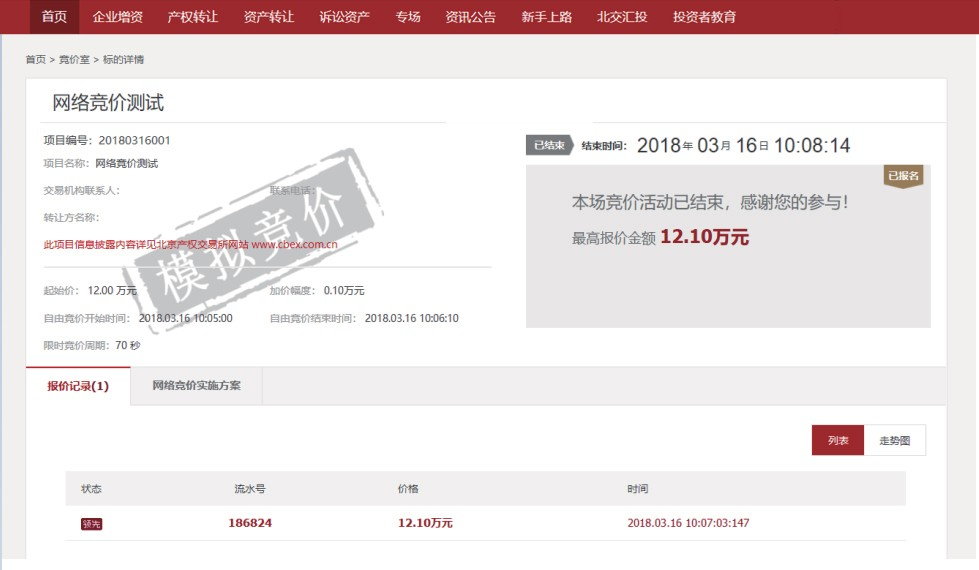 首页 企业增资 产权转让 资产转让 诉讼资产 专场 资讯公告 新手上路 北交汇投 投资者教育
首页 > 竞价室 > 标的详情
网络竞价测试
项目编号：20180316001
已结束 结束时间： 2018年 03月 16日 10:08:14
项目名称：网络竞价测试
已报名
交易机构联系人： 联系电话：
本场竞价活动已结束，感谢您的参与！
转让方名称：
最高报价金额 12.10万元
此项目信息披露内容详见北京产权交易所网站 www.cbex.com.cn
模拟竞价
起始价： 12.00 万元 加价幅度： 0.10万元
自由竞价开始时间： 2018.03.16 10:05:00 自由竞价结束时间： 2018.03.16 10:06:10
限时竞价周期：70 秒
报价记录(1) 网络竞价实施方案
列表 走势图
状态 流水号 价格 时间
领先 186824 12.10万元 2018.03.16 10:07:03:147